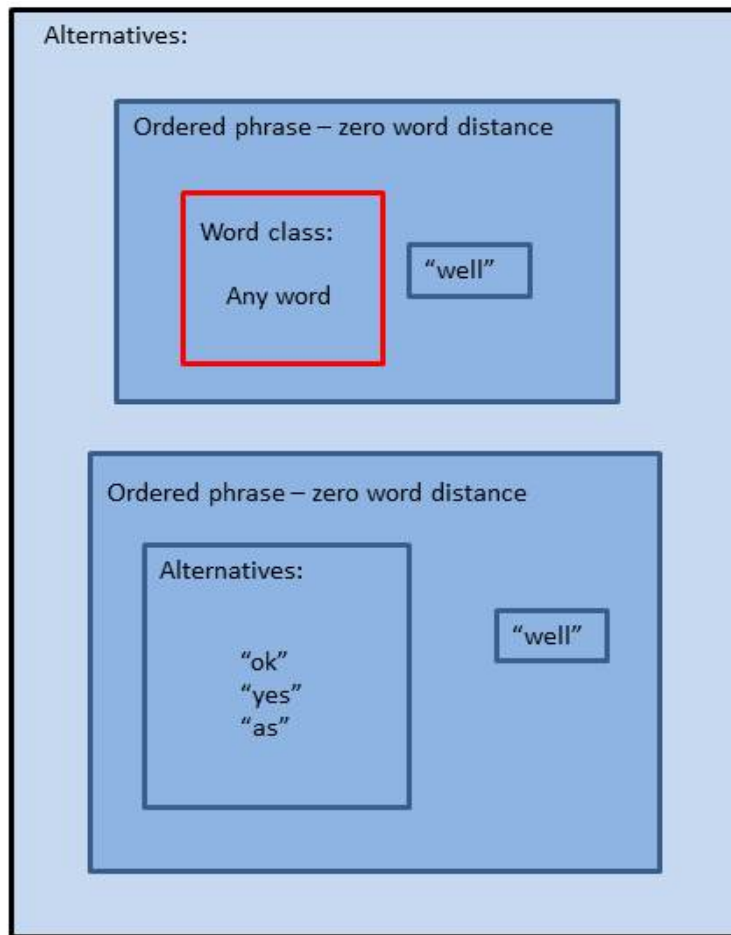 Alternatives:
Ordered phrase – zero word distance
Word class:
Any word
“well”
Ordered phrase – zero word distance
Alternatives:
“ok”
“yes”
“as”
“well”